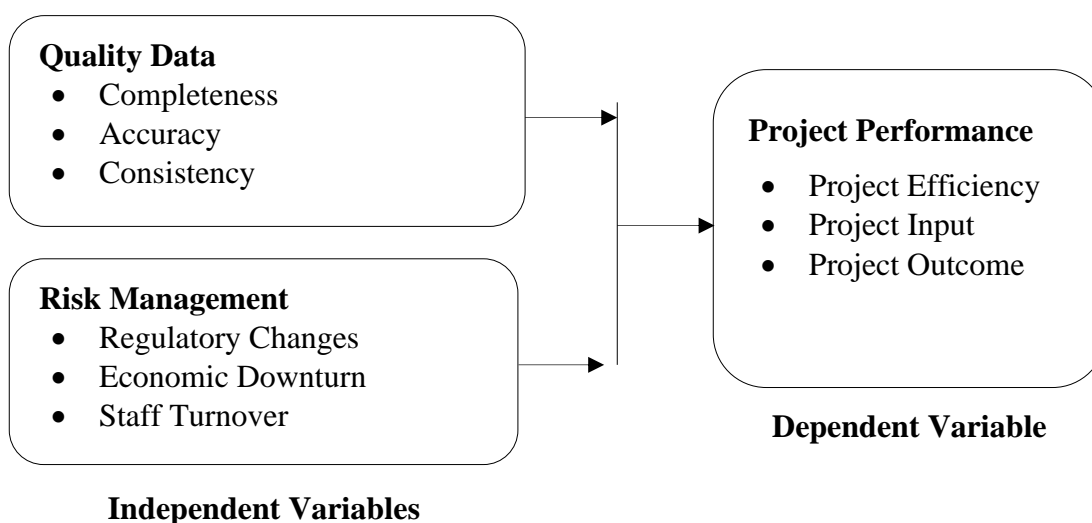 Quality Data
• Completeness
• Accuracy
• Consistency
Risk Management
• Regulatory Changes
• Economic Downturn
• Staff Turnover
Independent Variables
Project Performance
• Project Efficiency
• Project Input
• Project Outcome
Dependent Variable